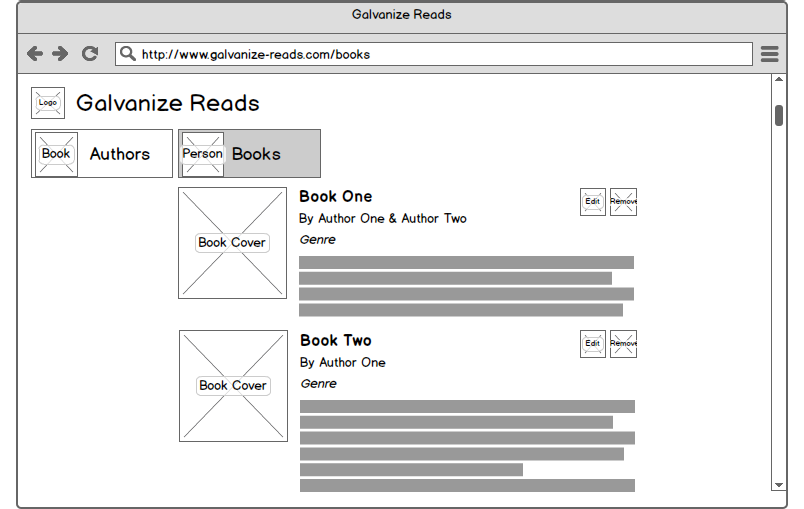 Galvanize Reads
http://www.galvanize-reads.com/books
Logo
Galvanize Reads
Book Authors
Person Books
Book Cover
Book One
Edit Remove
By Author One & Author Two
Genre
Book Cover
Book Two
Edit Remove
By Author One
Genre